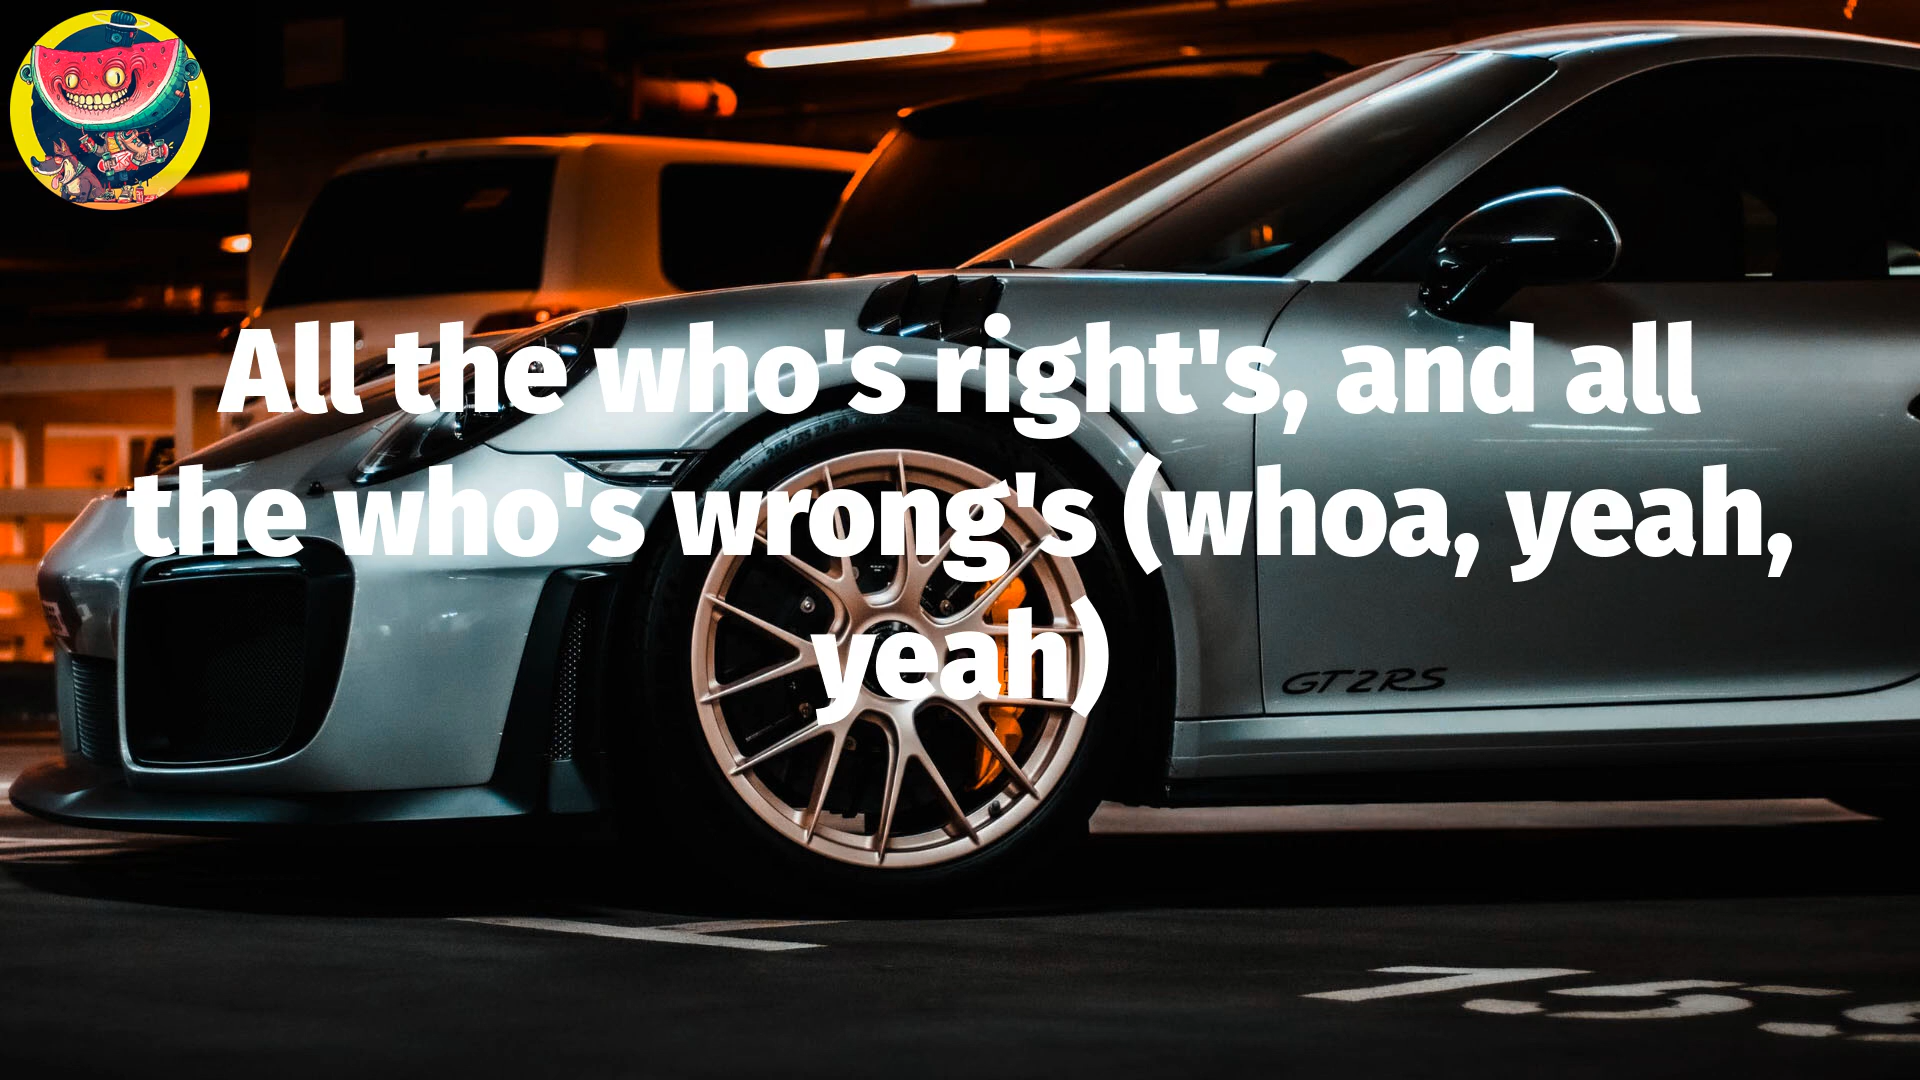 All the who's right's, and all
the who's wrong's (whoa, yeah,
yeah)
GT2RS